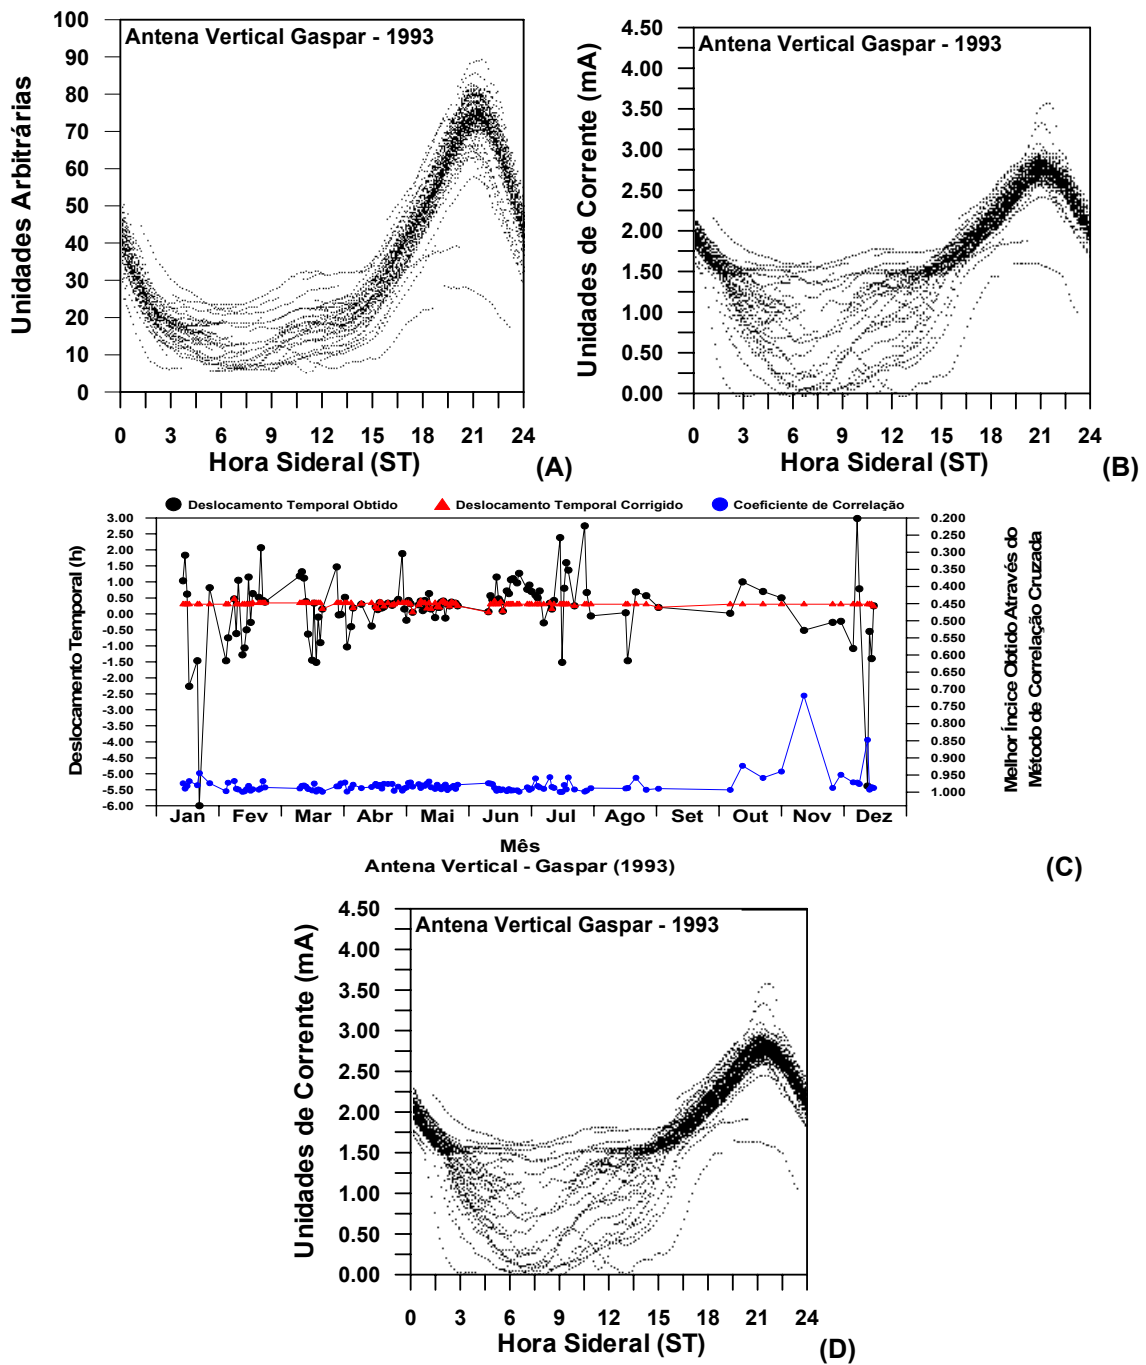 Antena Vertical Gaspar - 1993
Unidades Arbitrárias
100
90
80
70
60
50
40
30
20
10
0
0 3 6 9 12 15 18 21 24
Hora Sideral (ST)
(A)
Antena Vertical Gaspar - 1993
Unidades de Corrente (mA)
4.50
4.00
3.50
3.00
2.50
2.00
1.50
1.00
0.50
0.00
0 3 6 9 12 15 18 21 24
Hora Sideral (ST)
(B)
Deslocamento Temporal Obtido Deslocamento Temporal Corrigido Coeficiente de Correlação
Deslocamento Temporal (h)
3.00
2.50
2.00
1.50
1.00
0.50
0.00
-0.50
-1.00
-1.50
-2.00
-2.50
-3.00
-3.50
-4.00
-4.50
-5.00
-5.50
-6.00
0.200
0.250
0.300
0.350
0.400
0.450
0.500
0.550
0.600
0.650
0.700
0.750
0.800
0.850
0.900
0.950
1.000
Melhor Íncice Obtido Através do
Método de Correlação Cruzada
Jan Fev Mar Abr Mai Jun Jul Ago Set Out Nov Dez
Mês
Antena Vertical - Gaspar (1993)
(C)
Antena Vertical Gaspar - 1993
Unidades de Corrente (mA)
4.50
4.00
3.50
3.00
2.50
2.00
1.50
1.00
0.50
0.00
0 3 6 9 12 15 18 21 24
Hora Sideral (ST)
(D)